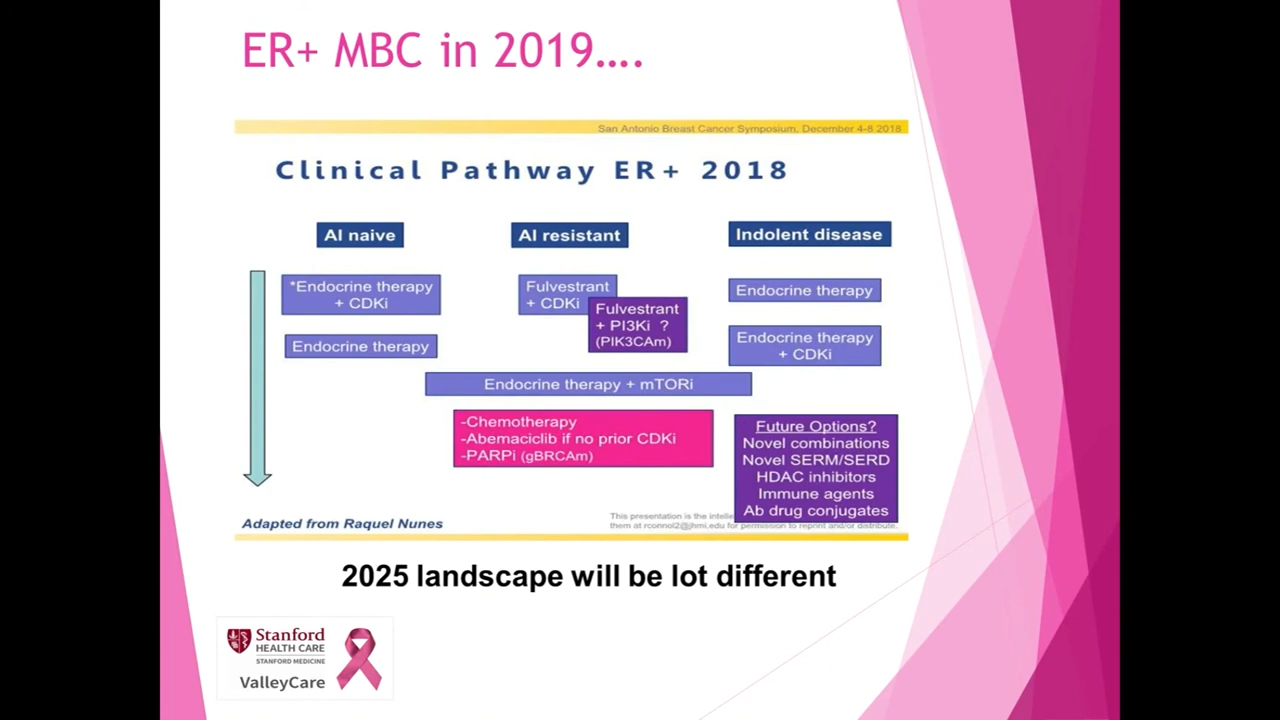 ER+ MBC in 2019....
San Antonio Breast Cancer Symposium, December 4-8 2018
Clinical Pathway ER+ 2018
AI naive
AI resistant
Indolent disease
*Endocrine therapy
+ CDKi
Endocrine therapy
Fulvestrant
+ CDKi
Fulvestrant
+ PI3Ki ?
(PIK3CAm)
Endocrine therapy
Endocrine therapy
+ CDKi
Endocrine therapy + mTORi
-Chemotherapy
-Abemaciclib if no prior CDKi
-PARPi (gBRCAm)
Future Options?
Novel combinations
Novel SERM/SERD
HDAC inhibitors
Immune agents
Ab drug conjugates
Adapted from Raquel Nunes
This presentation is the
them at rconnol2@jhmi.edu for permission to reprint and/or distribute.
2025 landscape will be lot different
Stanford
HEALTH CARE
STANFORD MEDICINE
ValleyCare